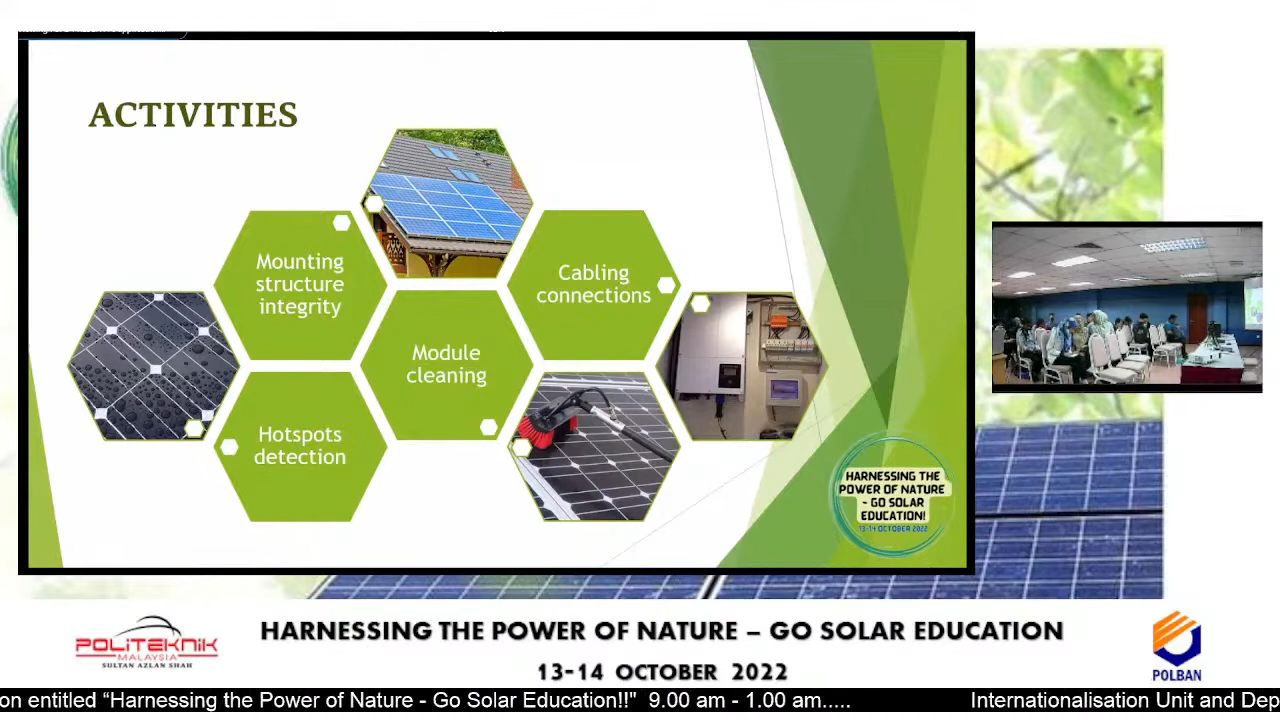 ACTIVITIES
Mounting
structure
integrity
Cabling
connections
Module
cleaning
Hotspots
detection
HARNESSING THE
POWER OF NATURE
- GO SOLAR
EDUCATION!
13-14 OCTOBER 2022
POLITEKNIK
MALAYSIA
SULTAN AZLAN SHAH
HARNESSING THE POWER OF NATURE – GO SOLAR EDUCATION
13-14 OCTOBER 2022
POLBAN
on entitled “Harnessing the Power of Nature - Go Solar Education!!" 9.00 am - 1.00 am..... Internationalisation Unit and Dep